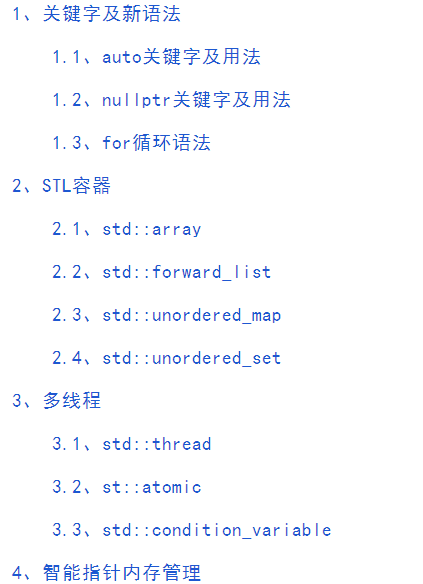 1、关键字及新语法
1.1、auto关键字及用法
1.2、nullptr关键字及用法
1.3、for循环语法
2、STL容器
2.1、std::array
2.2、std::forward_list
2.3、std::unordered_map
2.4、std::unordered_set
3、多线程
3.1、std::thread
3.2、st::atomic
3.3、std::condition_variable
4、智能指针内存管理